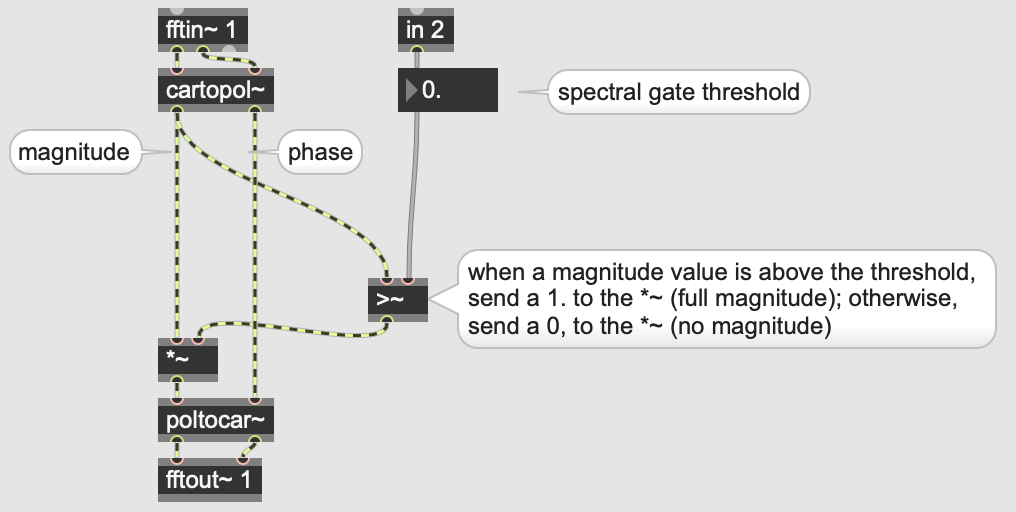 fftin~ 1
in 2
cartopol~
0.
spectral gate threshold
magnitude
phase
>~
when a magnitude value is above the threshold,
send a 1. to the *~ (full magnitude); otherwise,
send a 0, to the *~ (no magnitude)
*~
poltocar~
fftout~ 1